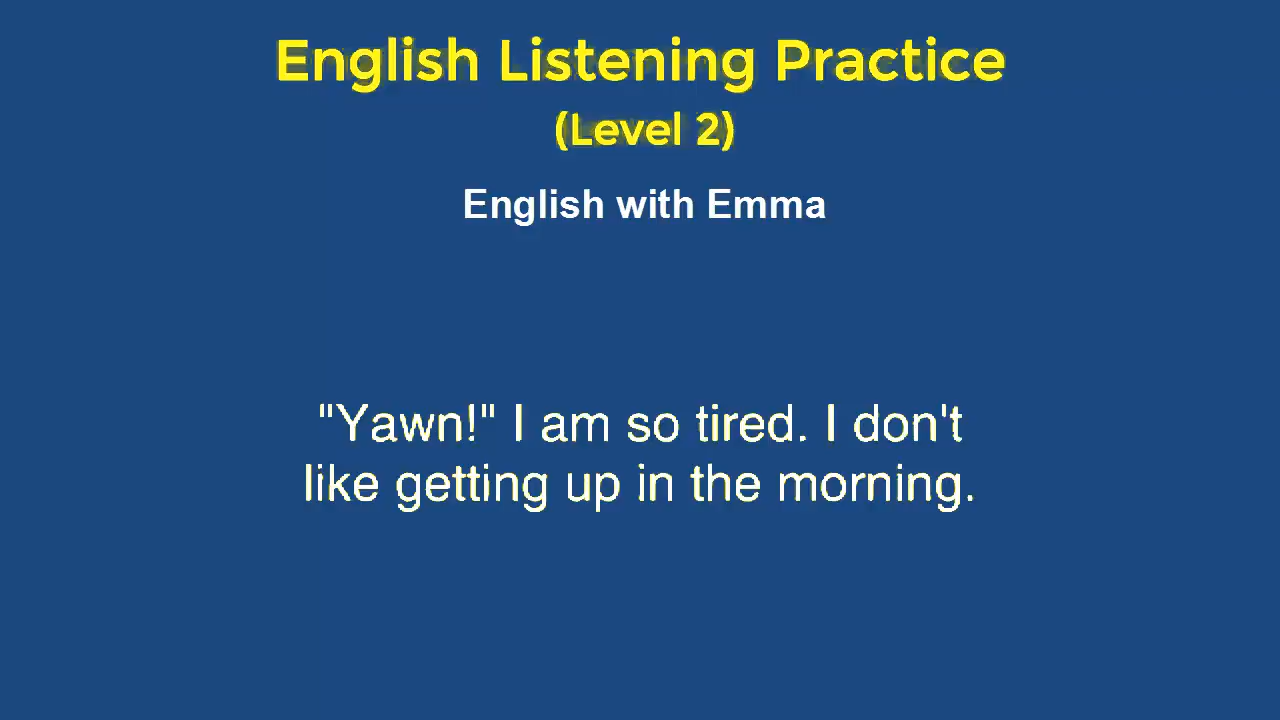 English Listening Practice
(Level 2)
English with Emma
"Yawn!" I am so tired. I don't
like getting up in the morning.